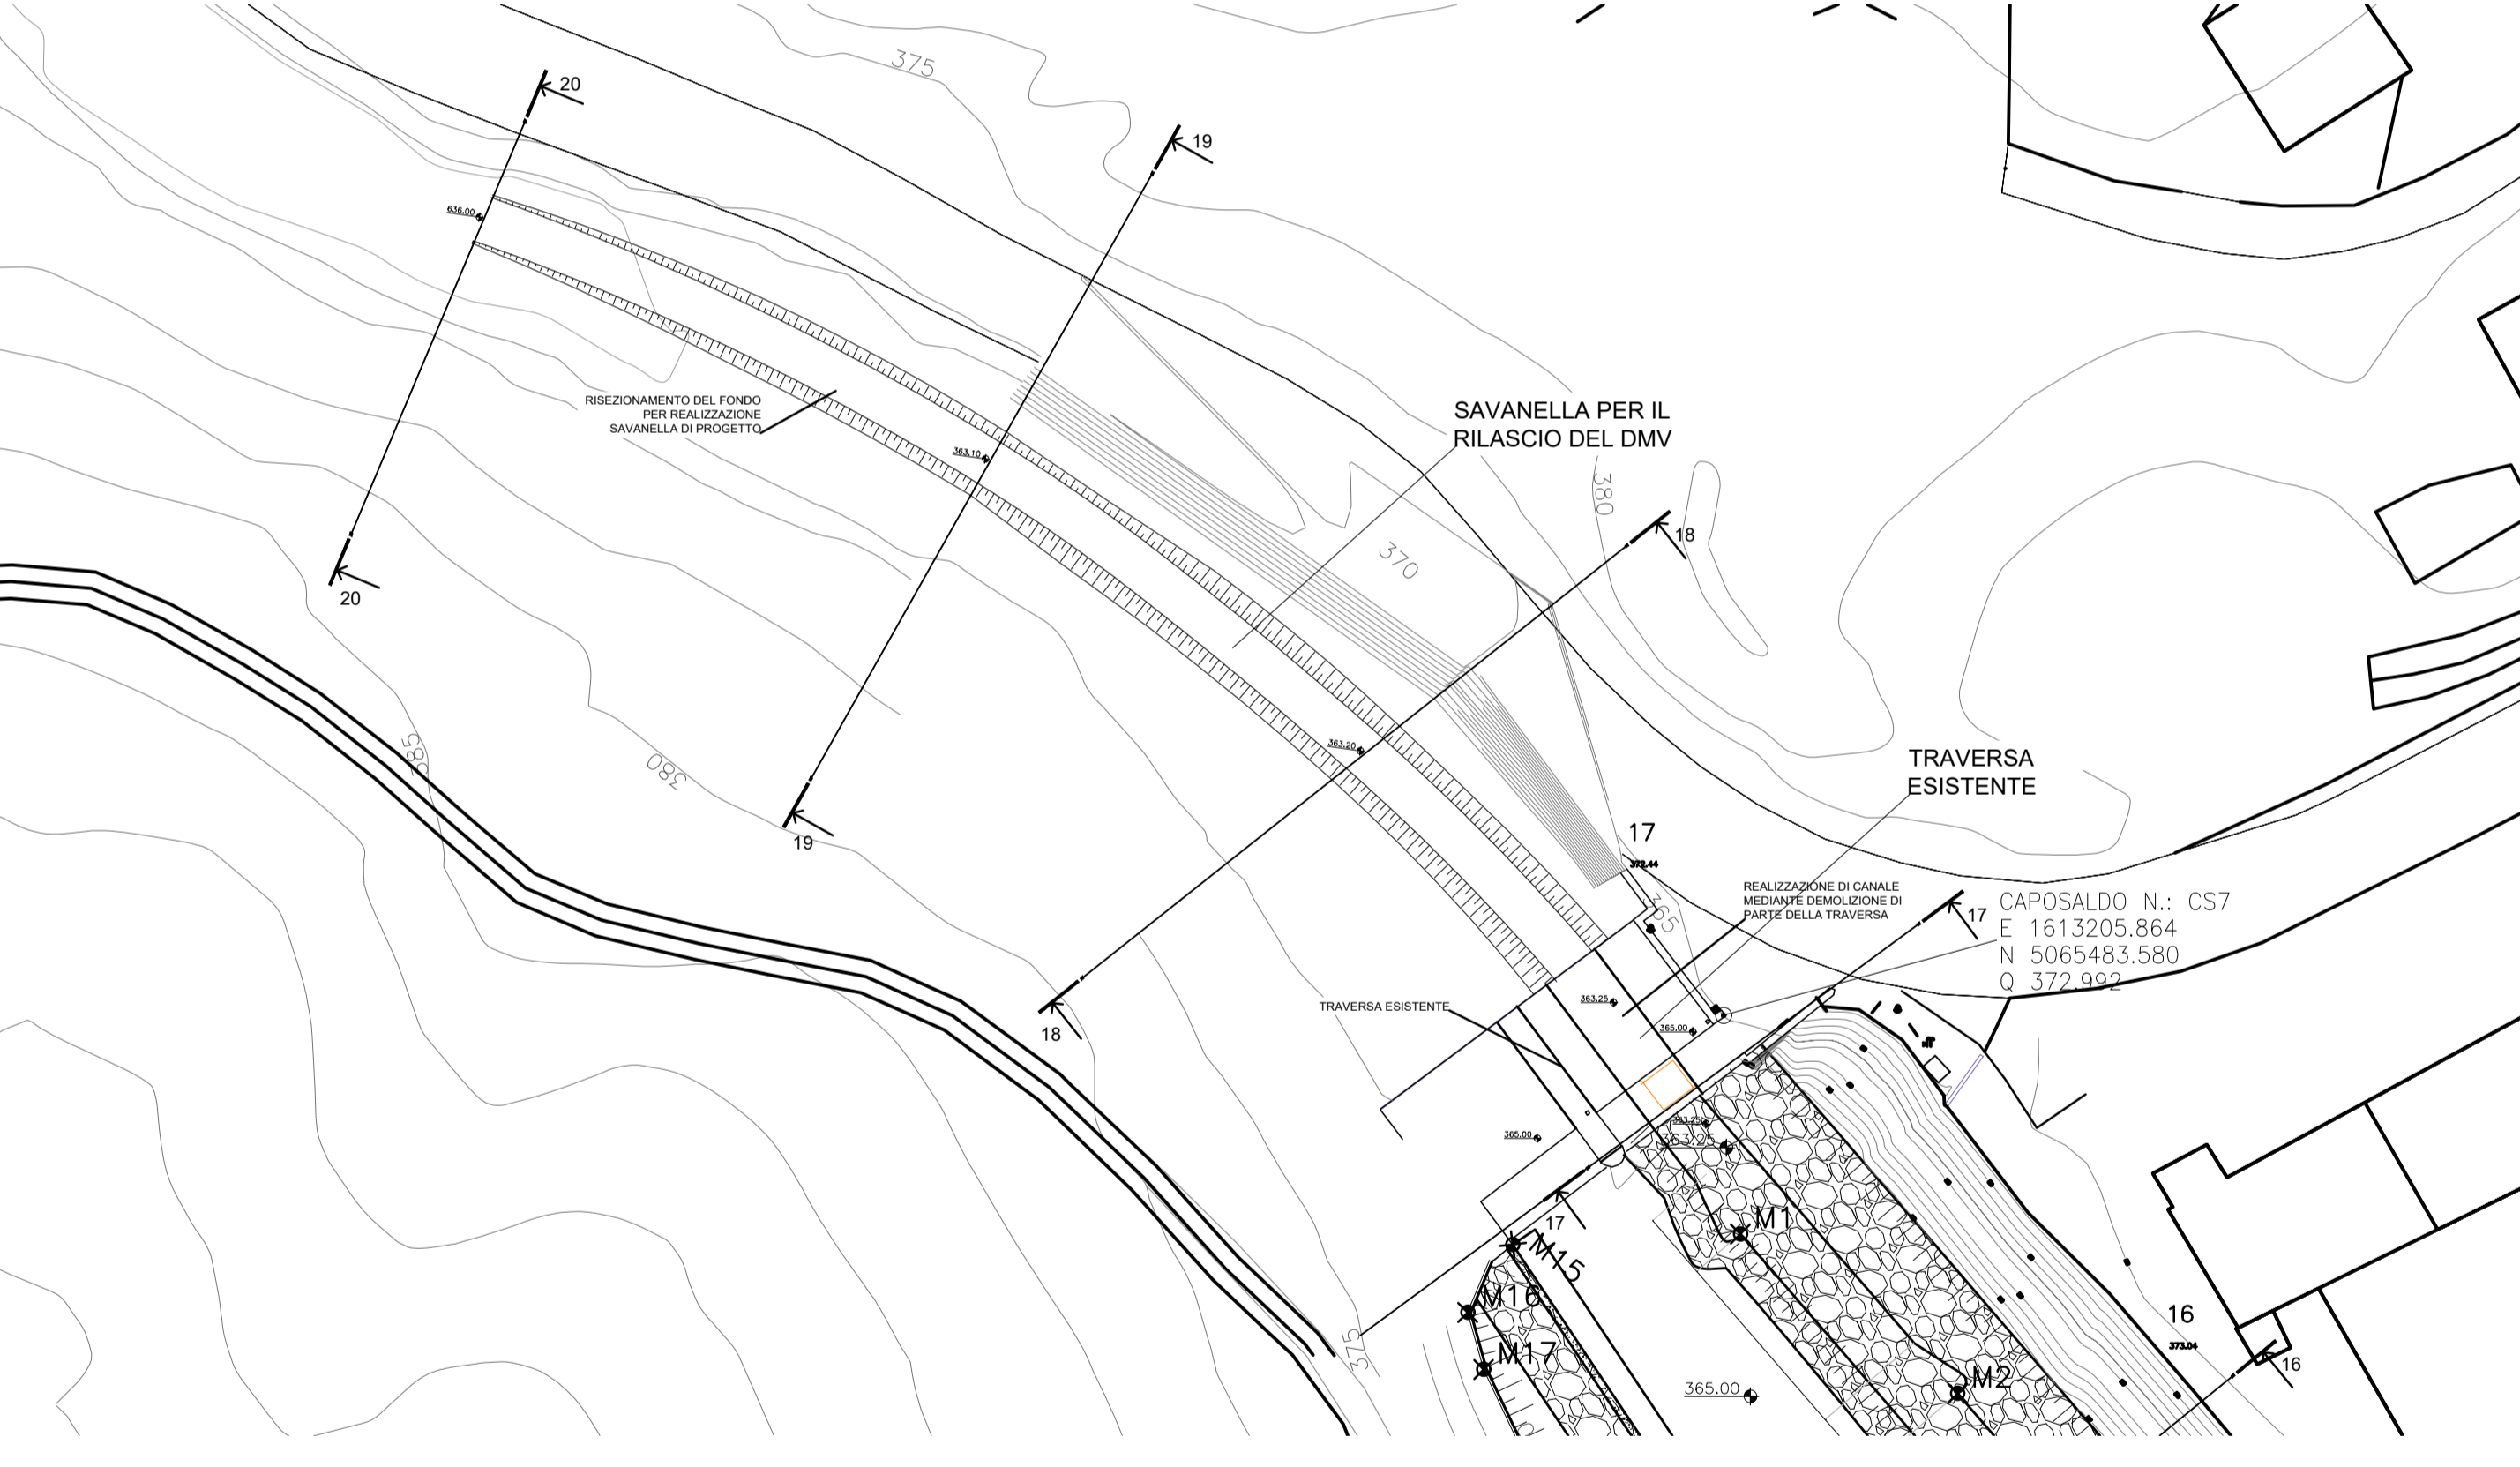 375
20
19
636.00
RISEZIONAMENTO DEL FONDO
PER REALIZZAZIONE
SAVANELLA DI PROGETTO
363.10
SAVANELLA PER IL
RILASCIO DEL DMV
380
18
370
20
363.20
385
380
TRAVERSA
ESISTENTE
19
17
372.44
REALIZZAZIONE DI CANALE
MEDIANTE DEMOLIZIONE DI
PARTE DELLA TRAVERSA
365
17
CAPOSALDO N.: CS7
E 1613205.864
N 5065483.580
Q 372.992
TRAVERSA ESISTENTE
363.25
365.00
18
365.00
363.25
363.25
17
M1
M15
M16
M17
375
365.00
M2
16
373.04
16